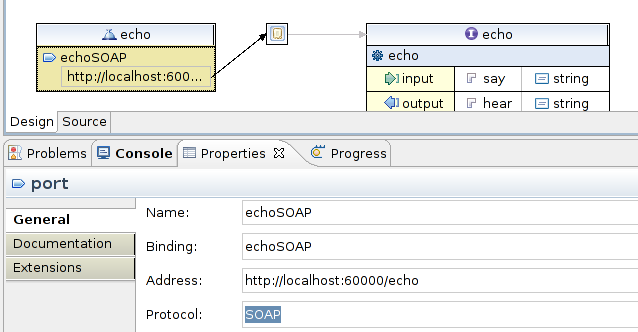 echo
echo
echoSOAP
http://localhost:600...
echo
input say string
output hear string
Design Source
Problems Console Properties Progress
port
General
Documentation
Extensions
Name: echoSOAP
Binding: echoSOAP
Address: http://localhost:60000/echo
Protocol: SOAP